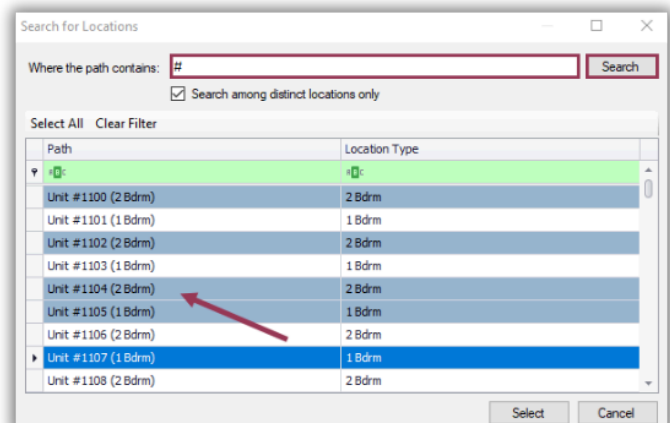 Search for Locations
Where the path contains: # Search
Search among distinct locations only
Select All Clear Filter
Path Location Type
Unit #1100 (2 Bdrm) 2 Bdrm
Unit #1101 (1 Bdrm) 1 Bdrm
Unit #1102 (2 Bdrm) 2 Bdrm
Unit #1103 (1 Bdrm) 1 Bdrm
Unit #1104 (2 Bdrm) 2 Bdrm
Unit #1105 (1 Bdrm) 1 Bdrm
Unit #1106 (2 Bdrm) 2 Bdrm
Unit #1107 (1 Bdrm) 1 Bdrm
Unit #1108 (2 Bdrm) 2 Bdrm
Select Cancel